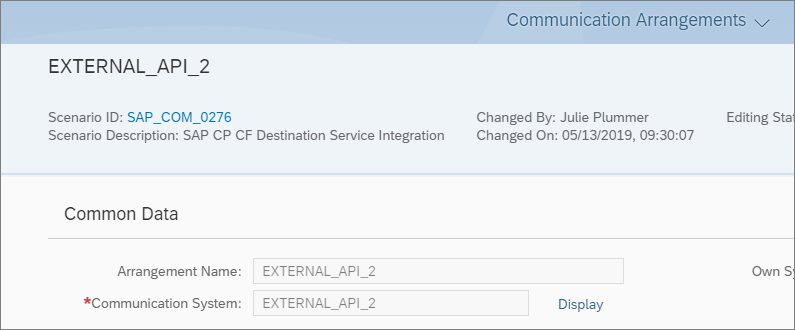 Communication Arrangements
EXTERNAL_API_2
Scenario ID: SAP_COM_0276
Changed By: Julie Plummer
Editing Stat
Scenario Description: SAP CP CF Destination Service Integration
Changed On: 05/13/2019, 09:30:07
Common Data
Arrangement Name: EXTERNAL_API_2
Own Sy
*Communication System: EXTERNAL_API_2
Display